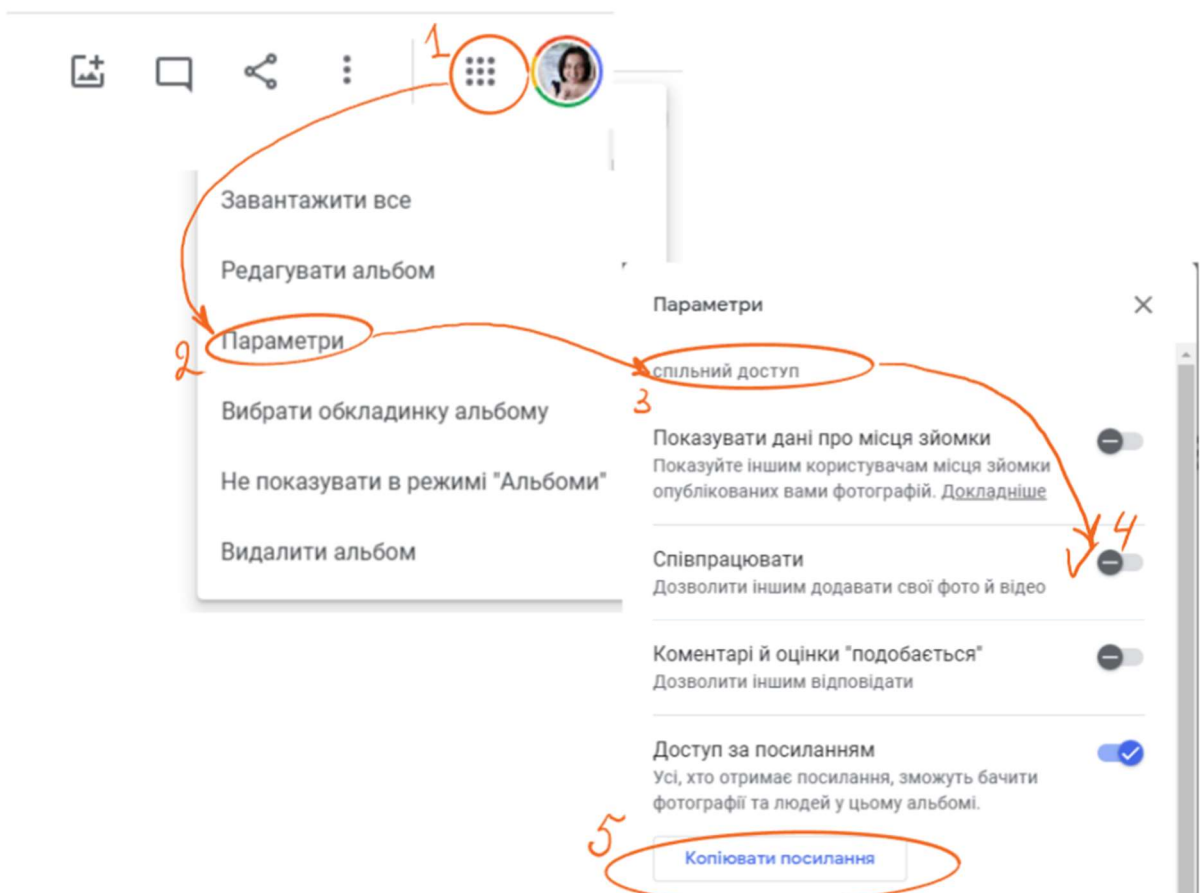 1
Завантажити все
Редагувати альбом
2 Параметри
Вибрати обкладинку альбому
Не показувати в режимі "Альбоми"
Видалити альбом
Параметри
3 СПІЛЬНИЙ ДОСТУП
Показувати дані про місця зйомки
Показуйте іншим користувачам місця зйомки
опублікованих вами фотографій. Докладніше
4
Співпрацювати
Дозволити іншим додавати свої фото й відео
Коментарі й оцінки "подобається"
Дозволити іншим відповідати
Доступ за посиланням
Усі, хто отримає посилання, зможуть бачити
фотографії та людей у цьому альбомі.
5 Копіювати посилання